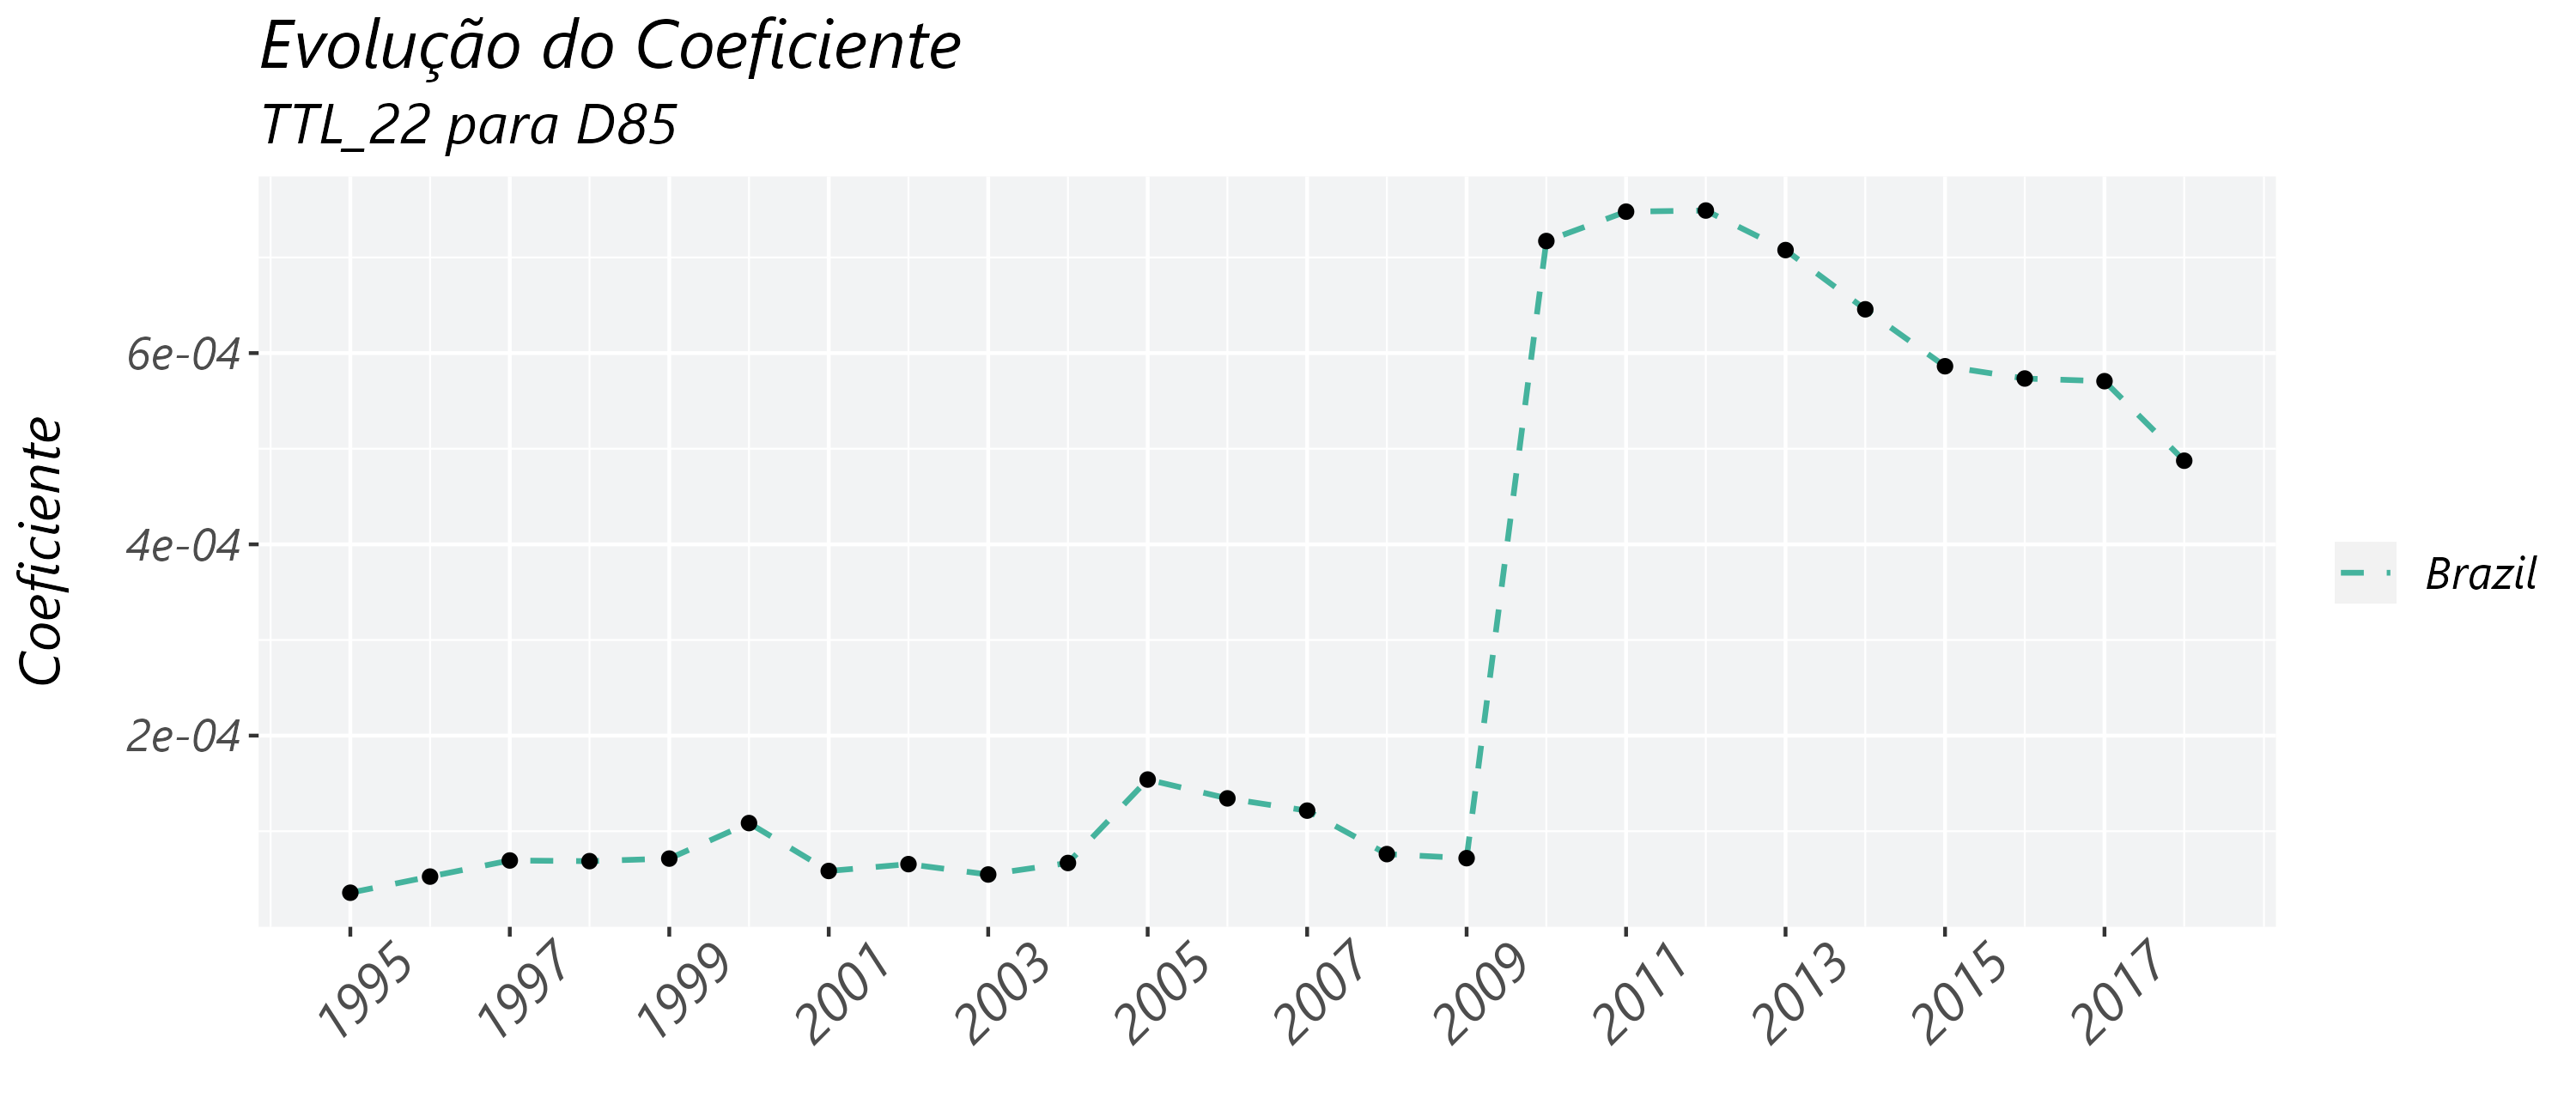 Evolução do Coeficiente
TTL_22 para D85
Coeficiente
6e-04
4e-04
2e-04
1995
1997
1999
2001
2003
2005
2007
2009
2011
2013
2015
2017
Brazil